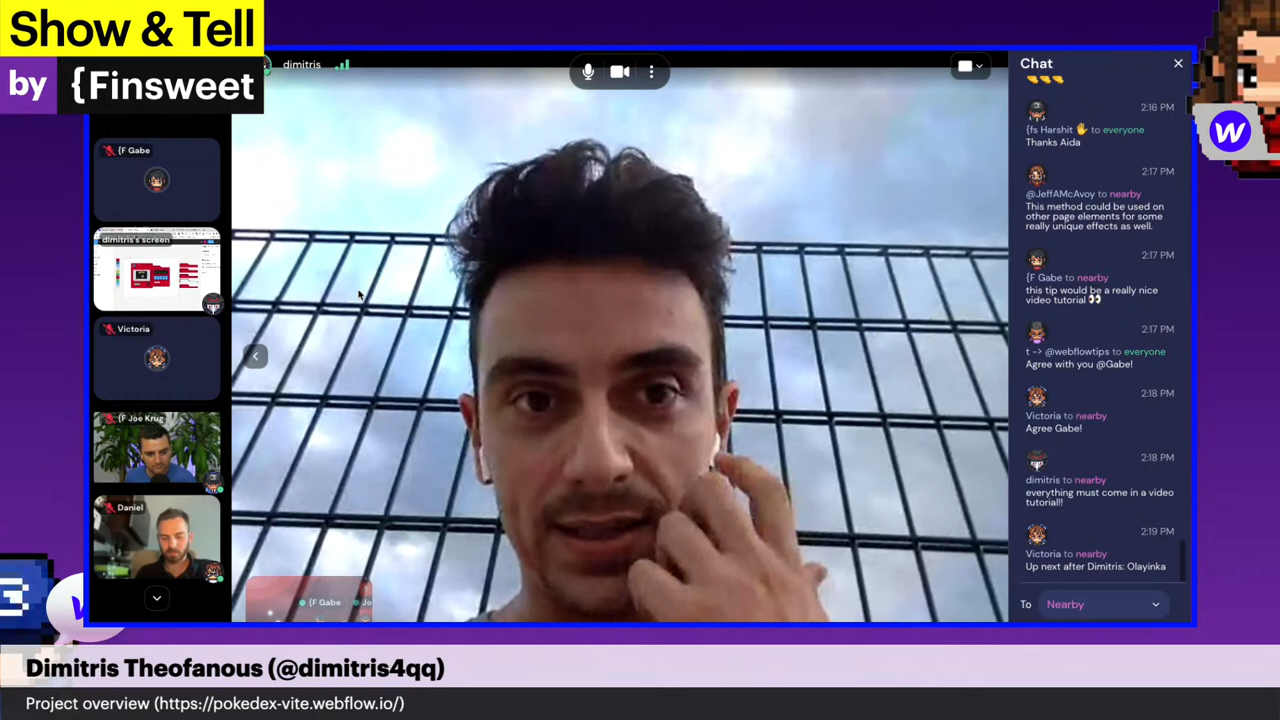 Show & Tell
by {Finsweet
dimitris
{F Gabe
dimitris's screen
Victoria
{F Joe Krug
Daniel
{F Gabe
Jo
Chat
2:16 PM
{fs Harshit ✋ to everyone
Thanks Aida
2:17 PM
@JeffAMcAvoy to nearby
This method could be used on
other page elements for some
really unique effects as well.
2:17 PM
{F Gabe to nearby
this tip would be a really nice
video tutorial 👀
2:17 PM
t -> @webflowtips to everyone
Agree with you @Gabe!
2:18 PM
Victoria to nearby
Agree Gabe!
2:18 PM
dimitris to nearby
everything must come in a video
tutorial!!
2:19 PM
Victoria to nearby
Up next after Dimitris: Olayinka
To Nearby
Dimitris Theofanous (@dimitris4qq)
Project overview (https://pokedex-vite.webflow.io/)